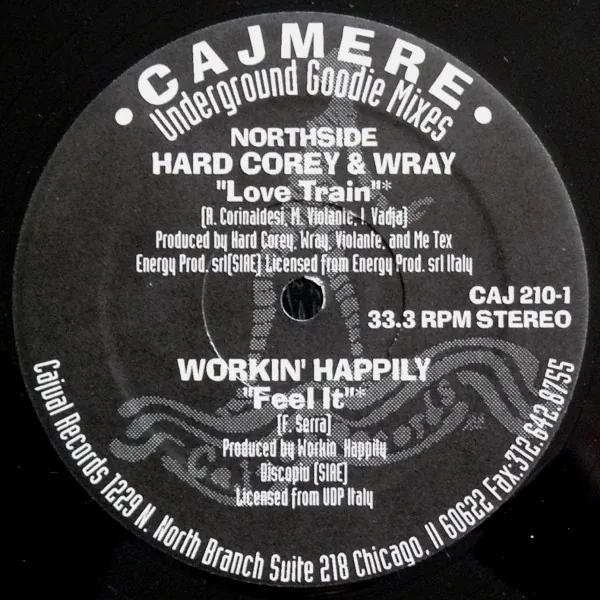 • CAJMERE •
Underground Goodie Mixes
NORTHSIDE
HARD COREY & WRAY
"Love Train"*
(R. Corinaldesi, M. Violante, I. Vadja)
Produced by Hard Corey, Wray, Violante, and Me Tex
Energy Prod. srl(SIAE) Licensed from Energy Prod. srl Italy
CAJ 210-1
33.3 RPM STEREO
WORKIN' HAPPILY
"Feel It"*
(F. Serra)
Produced by Workin' Happily
Discopiu (SIAE)
Licensed from UDP Italy
Cajual Records 1229 N. North Branch Suite 218 Chicago, Il 60622 Fax:312.642.8755